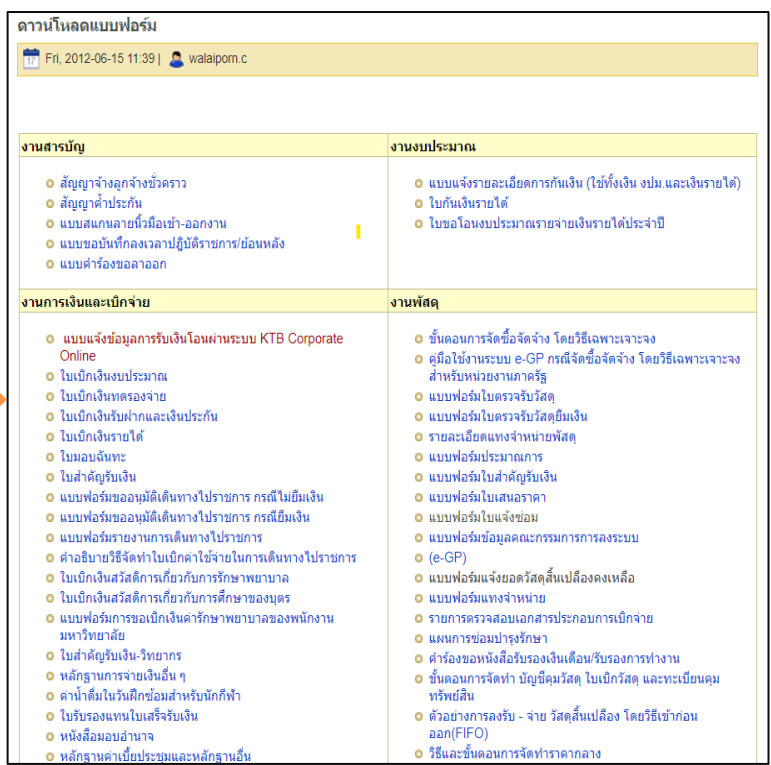 ดาวน์โหลดแบบฟอร์ม
17 Fri, 2012-06-15 11:39 | walaiporn.c
งานสารบัญ
สัญญาจ้างลูกจ้างชั่วคราว
สัญญาค้ำประกัน
แบบสแกนลายนิ้วมือเข้า-ออกงาน
แบบขอบันทึกลงเวลาปฏิบัติราชการ/ย้อนหลัง
แบบคำร้องขอลาออก
งานงบประมาณ
แบบแจ้งรายละเอียดการกันเงิน (ใช้ทั้งเงิน งปม.และเงินรายได้)
ใบกันเงินรายได้
ใบขอโอนงบประมาณรายจ่ายเงินรายได้ประจำปี
งานการเงินและเบิกจ่าย
แบบแจ้งข้อมูลการรับเงินโอนผ่านระบบ KTB Corporate
Online
ใบเบิกเงินงบประมาณ
ใบเบิกเงินทดรองจ่าย
ใบเบิกเงินรับฝากและเงินประกัน
ใบเบิกเงินรายได้
ใบมอบฉันทะ
ใบสำคัญรับเงิน
แบบฟอร์มขออนุมัติเดินทางไปราชการ กรณีไม่ยืมเงิน
แบบฟอร์มขออนุมัติเดินทางไปราชการ กรณียืมเงิน
แบบฟอร์มรายงานการเดินทางไปราชการ
คำอธิบายวิธีจัดทำใบเบิกค่าใช้จ่ายในการเดินทางไปราชการ
ใบเบิกเงินสวัสดิการเกี่ยวกับการรักษาพยาบาล
ใบเบิกเงินสวัสดิการเกี่ยวกับการศึกษาของบุตร
แบบฟอร์มการขอเบิกเงินค่ารักษาพยาบาลของพนักงาน
มหาวิทยาลัย
ใบสำคัญรับเงิน-วิทยากร
หลักฐานการจ่ายเงินอื่น ๆ
ค่าน้ำดื่มในวันฝึกซ้อมสำหรับนักกีฬา
ใบรับรองแทนใบเสร็จรับเงิน
หนังสือมอบอำนาจ
หลักฐานค่าเบี้ยประชุมและหลักฐานอื่น
งานพัสดุ
ขั้นตอนการจัดซื้อจัดจ้าง โดยวิธีเฉพาะเจาะจง
คู่มือใช้งานระบบ e-GP กรณีจัดซื้อจัดจ้าง โดยวิธีเฉพาะเจาะจง
สำหรับหน่วยงานภาครัฐ
แบบฟอร์มใบตรวจรับวัสดุ
แบบฟอร์มใบตรวจรับวัสดุยืมเงิน
รายละเอียดแทงจำหน่ายพัสดุ
แบบฟอร์มประมาณการ
แบบฟอร์มใบสำคัญรับเงิน
แบบฟอร์มใบเสนอราคา
แบบฟอร์มใบแจ้งซ่อม
แบบฟอร์มข้อมูลคณะกรรมการการลงระบบ
(e-GP)
แบบฟอร์มแจ้งยอดวัสดุสิ้นเปลืองคงเหลือ
แบบฟอร์มแทงจำหน่าย
รายการตรวจสอบเอกสารประกอบการเบิกจ่าย
แผนการซ่อมบำรุงรักษา
คำร้องขอหนังสือรับรองเงินเดือน/รับรองการทำงาน
ขั้นตอนการจัดทำ บัญชีคุมวัสดุ ใบเบิกวัสดุ และทะเบียนคุม
ทรัพย์สิน
ตัวอย่างการลงรับ - จ่าย วัสดุสิ้นเปลือง โดยวิธีเข้าก่อน
ออก(FIFO)
วิธีและขั้นตอนการจัดทำราคากลาง